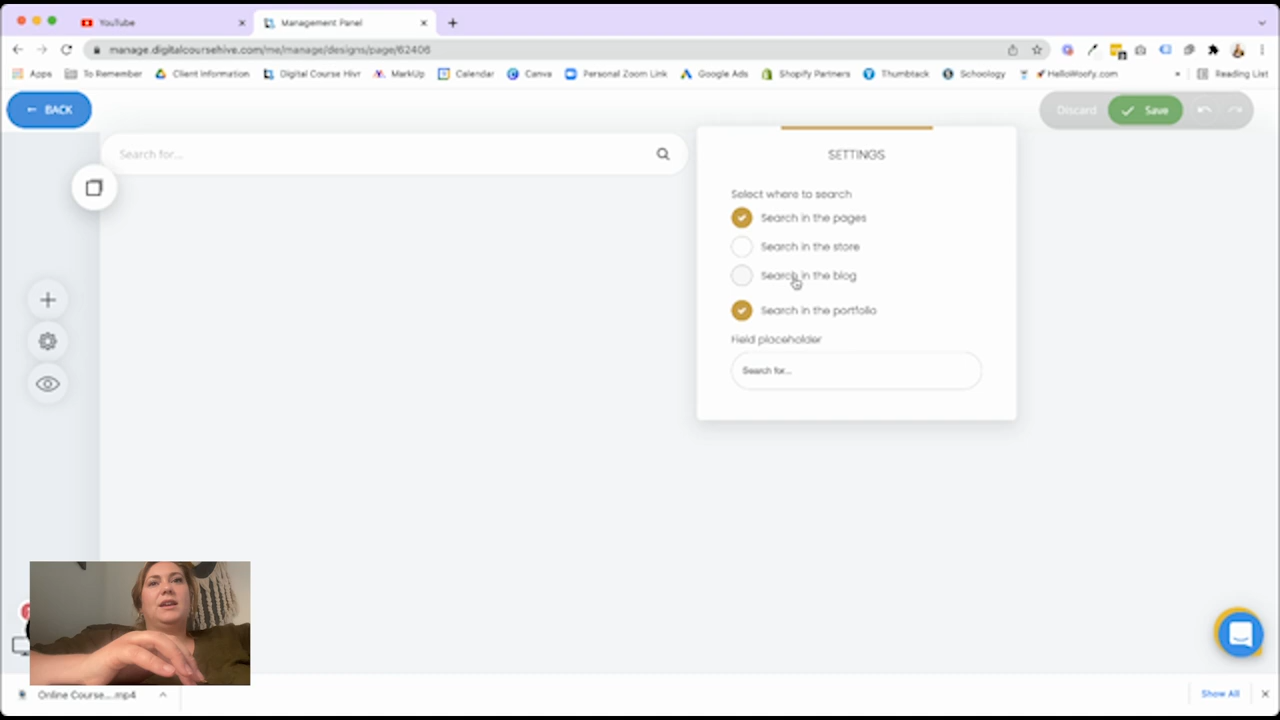 YouTube
Management Panel
manage.digitalcoursehive.com/me/manage/designs/page/62406
Apps
To Remember
Client Information
Digital Course Hivr
MarkUp
Calendar
Canva
Personal Zoom Link
Google Ads
Shopify Partners
Thumbtack
Schoology
HelloWoofy.com
»
Reading List
← BACK
Discard
Save
Search for...
SETTINGS
Select where to search
Search in the pages
Search in the store
Search in the blog
Search in the portfolio
Field placeholder
Search for...
Online Course....mp4
Show All